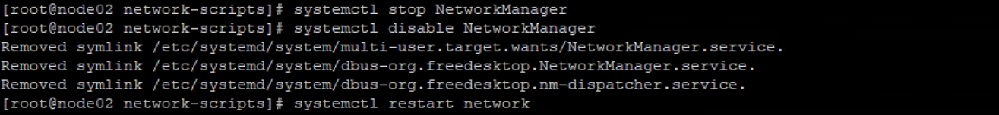 [root@node02 network-scripts]# systemctl stop NetworkManager
[root@node02 network-scripts]# systemctl disable NetworkManager
Removed symlink /etc/systemd/system/multi-user.target.wants/NetworkManager.service.
Removed symlink /etc/systemd/system/dbus-org.freedesktop.NetworkManager.service.
Removed symlink /etc/systemd/system/dbus-org.freedesktop.nm-dispatcher.service.
[root@node02 network-scripts]# systemctl restart network